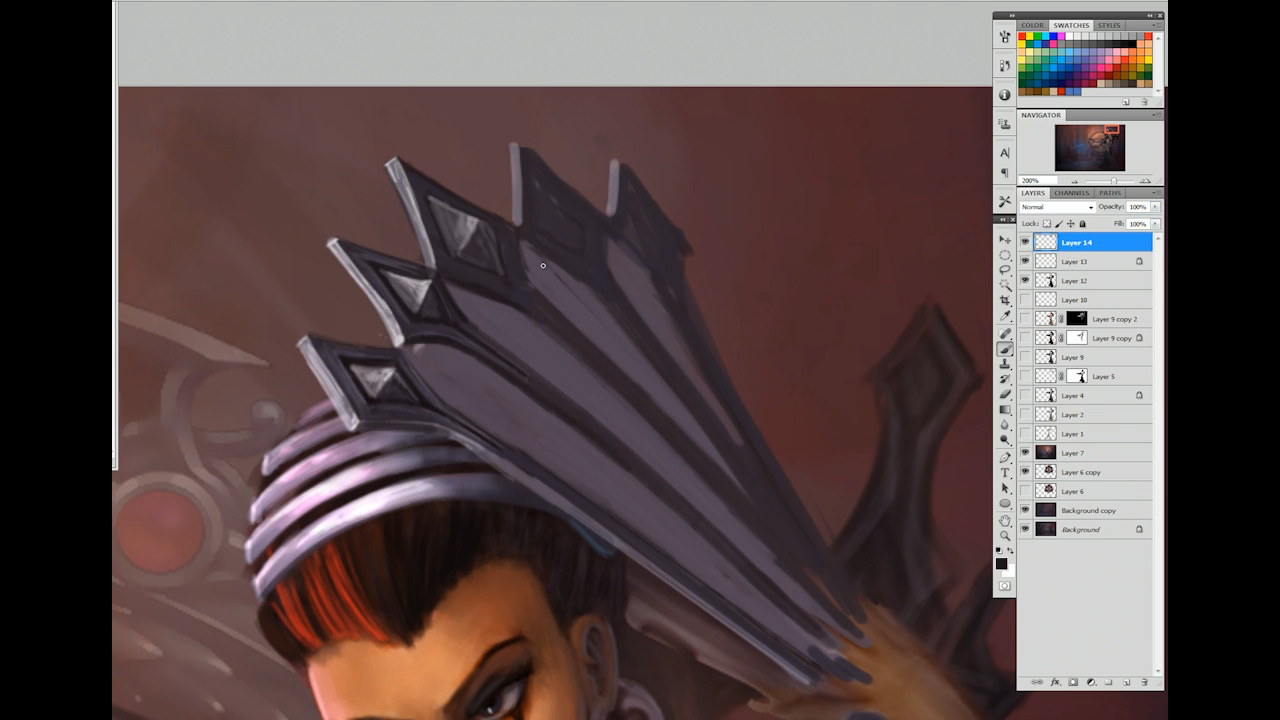 COLOR SWATCHES STYLES
NAVIGATOR
200%
LAYERS CHANNELS PATHS
Normal Opacity: 100%
Lock: Fill: 100%
Layer 14
Layer 13
Layer 12
Layer 10
Layer 9 copy 2
Layer 9 copy
Layer 9
Layer 5
Layer 4
Layer 2
Layer 1
Layer 7
Layer 6 copy
Layer 6
Background copy
Background